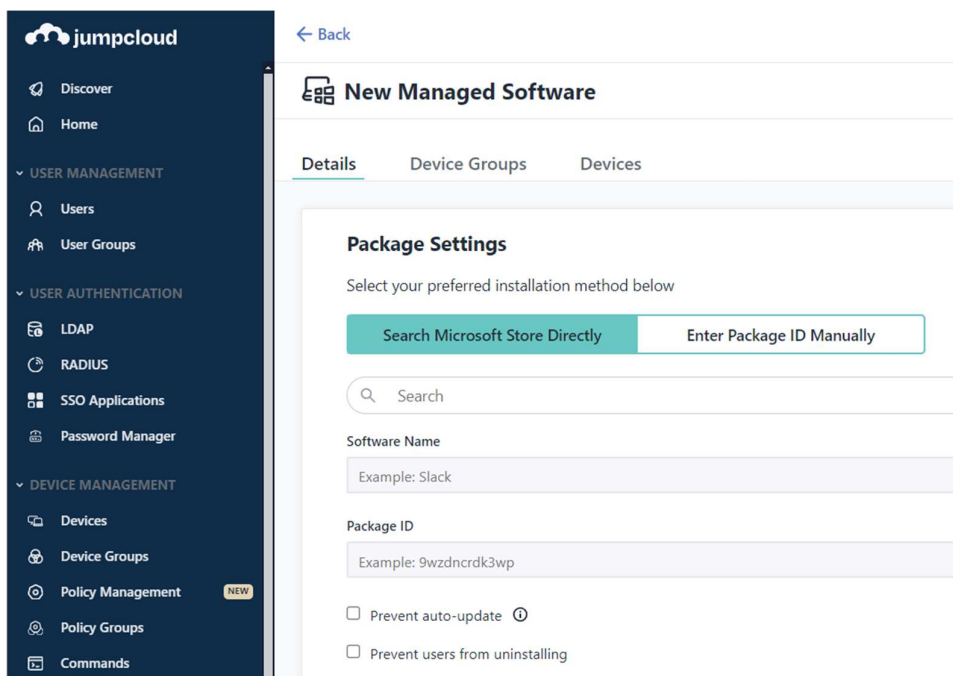 jumpcloud
Discover
Home
USER MANAGEMENT
Users
User Groups
USER AUTHENTICATION
LDAP
RADIUS
SSO Applications
Password Manager
DEVICE MANAGEMENT
Devices
Device Groups
Policy Management NEW
Policy Groups
Commands
Back
New Managed Software
Details Device Groups Devices
Package Settings
Select your preferred installation method below
Search Microsoft Store Directly Enter Package ID Manually
Search
Software Name
Example: Slack
Package ID
Example: 9wzdncrdk3wp
Prevent auto-update
Prevent users from uninstalling